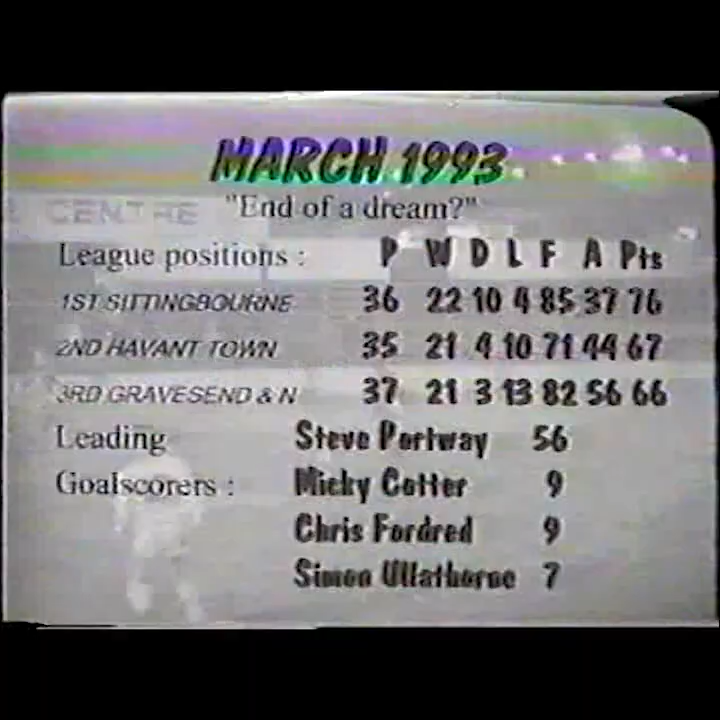 MARCH 1993
CENTRE
"End of a dream?"
League positions : P W D L F A Pts
1ST SITTINGBOURNE 36 22 10 4 85 37 76
2ND HAVANT TOWN 35 21 4 10 71 44 67
3RD GRAVESEND & N 37 21 3 13 82 56 66
Leading Steve Portway 56
Goalscorers : Micky Cotter 9
Chris Fordred 9
Simon Ullathorne 7